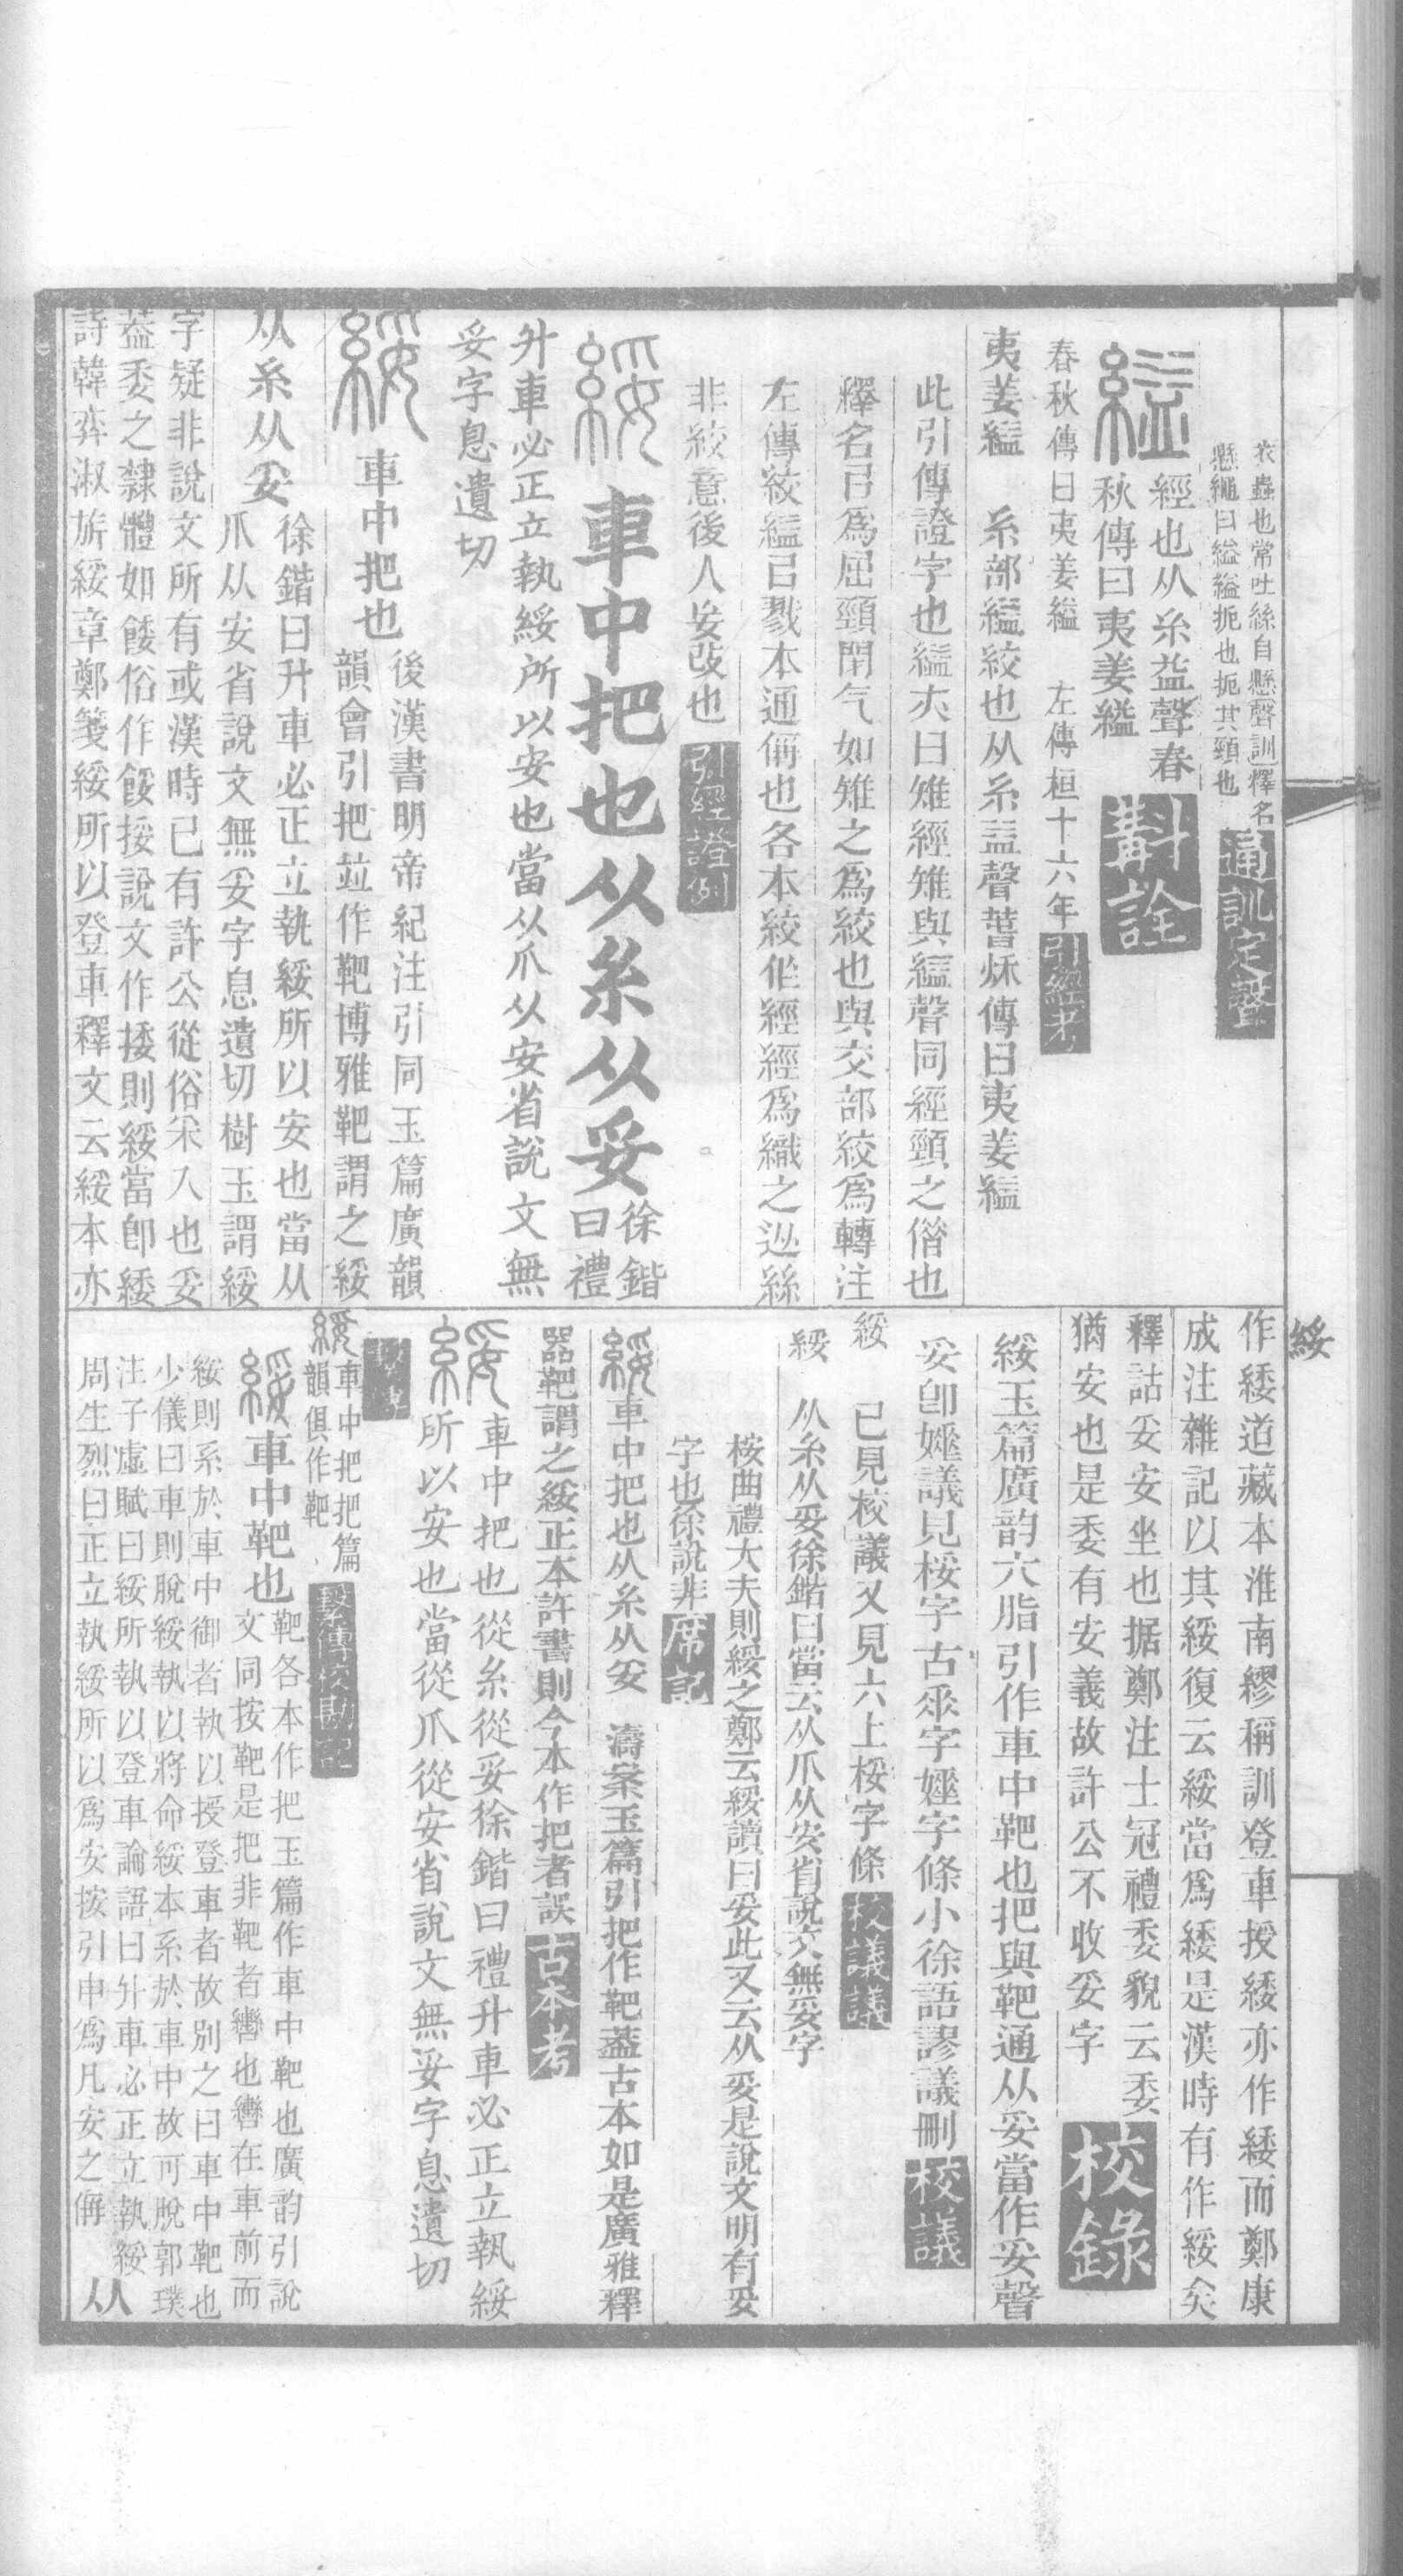 衣蟲也常吐絲自懸聲訓釋名
懸繩曰縊縊扼也扼其頸也
通訓定聲
縊
經也从糸益聲春
秋傳曰夷姜縊
斠詮
春秋傳曰夷姜縊 左傳桓十六年
引經考
夷姜縊 糸部縊絞也从糸益聲春秋傳曰夷姜縊
此引傳證字也縊亦曰雉經雉與縊聲同經頸之偕也
釋名曰為屈頸閉气如雉之為絞也與交部絞為轉注
左傳絞縊曰戮本通偁也各本絞作經經為織之從絲
非絞意後人妄改也
引經證例
綏
車中把也从糸从妥
徐鍇
曰禮
升車必正立執綏所以安也當从爪从安省說文無
妥字息遺切
綏
車中把也
後漢書明帝紀注引同玉篇廣韻
韻會引把竝作靶博雅靶謂之綏
从糸从妥
徐鍇曰升車必正立執綏所以安也當从
爪从安省說文無妥字息遺切樹玉謂綏
字疑非說文所有或漢時已有許公從俗采入也妥
葢委之隸體如餧俗作餒挼說文作捼則綏當卽緌
詩韓弈淑旂綏章鄭箋綏所以登車釋文云綏本亦
綏
作緌道藏本淮南繆稱訓登車授緌亦作緌而鄭康
成注雜記以其綏復云綏當為緌是漢時有作綏矣
釋詁妥安坐也据鄭注士冠禮委貌云委
猶安也是委有安義故許公不收妥字
校錄
綏玉篇廣韵六脂引作車中靶也把與靶通从妥當作妥聲
妥卽娷議見桵字古𠂹字娷字條小徐語謬議刪
校議
綏 已見校議又見六上桵字條
校議議
綏 从糸从妥徐鍇曰當云从爪从安省說文無妥字
桉曲禮大夫則綏之鄭云綏讀曰妥此又云从妥是說文明有妥
字也徐說非
席記
綏車中把也从糸从妥 濤案玉篇引把作靶葢古本如是廣雅釋
器靶謂之綏正本許書則今本作把者誤
古本考
綏
車中把也從糸從妥徐鍇曰禮升車必正立執綏
所以安也當從爪從安省說文無妥字息遺切
綏
車中把把篇
韻俱作靶
繫傳校勘記
綏
車中靶也
靶各本作把玉篇作車中靶也廣韵引說
文同按靶是把非靶者轡也轡在車前而
綏則系於車中御者執以授登車者故別之曰車中靶也
少儀曰車則脫綏執以將命綏本系於車中故可脫郭璞
注子虛賦曰綏所執以登車論語曰升車必正立執綏
周生烈曰正立執綏所以為安按引申為凡安之偁
从